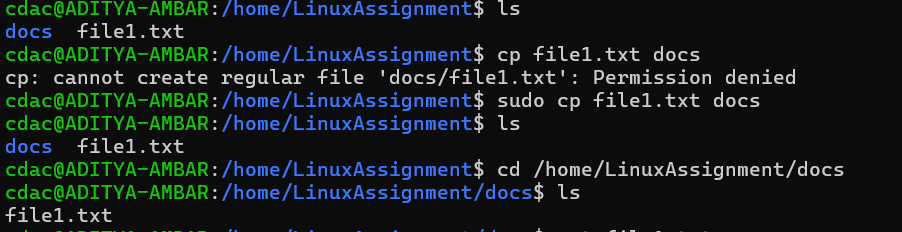 cdac@ADITYA-AMBAR:/home/LinuxAssignment$ ls
docs  file1.txt
cdac@ADITYA-AMBAR:/home/LinuxAssignment$ cp file1.txt docs
cp: cannot create regular file 'docs/file1.txt': Permission denied
cdac@ADITYA-AMBAR:/home/LinuxAssignment$ sudo cp file1.txt docs
cdac@ADITYA-AMBAR:/home/LinuxAssignment$ ls
docs  file1.txt
cdac@ADITYA-AMBAR:/home/LinuxAssignment$ cd /home/LinuxAssignment/docs
cdac@ADITYA-AMBAR:/home/LinuxAssignment/docs$ ls
file1.txt